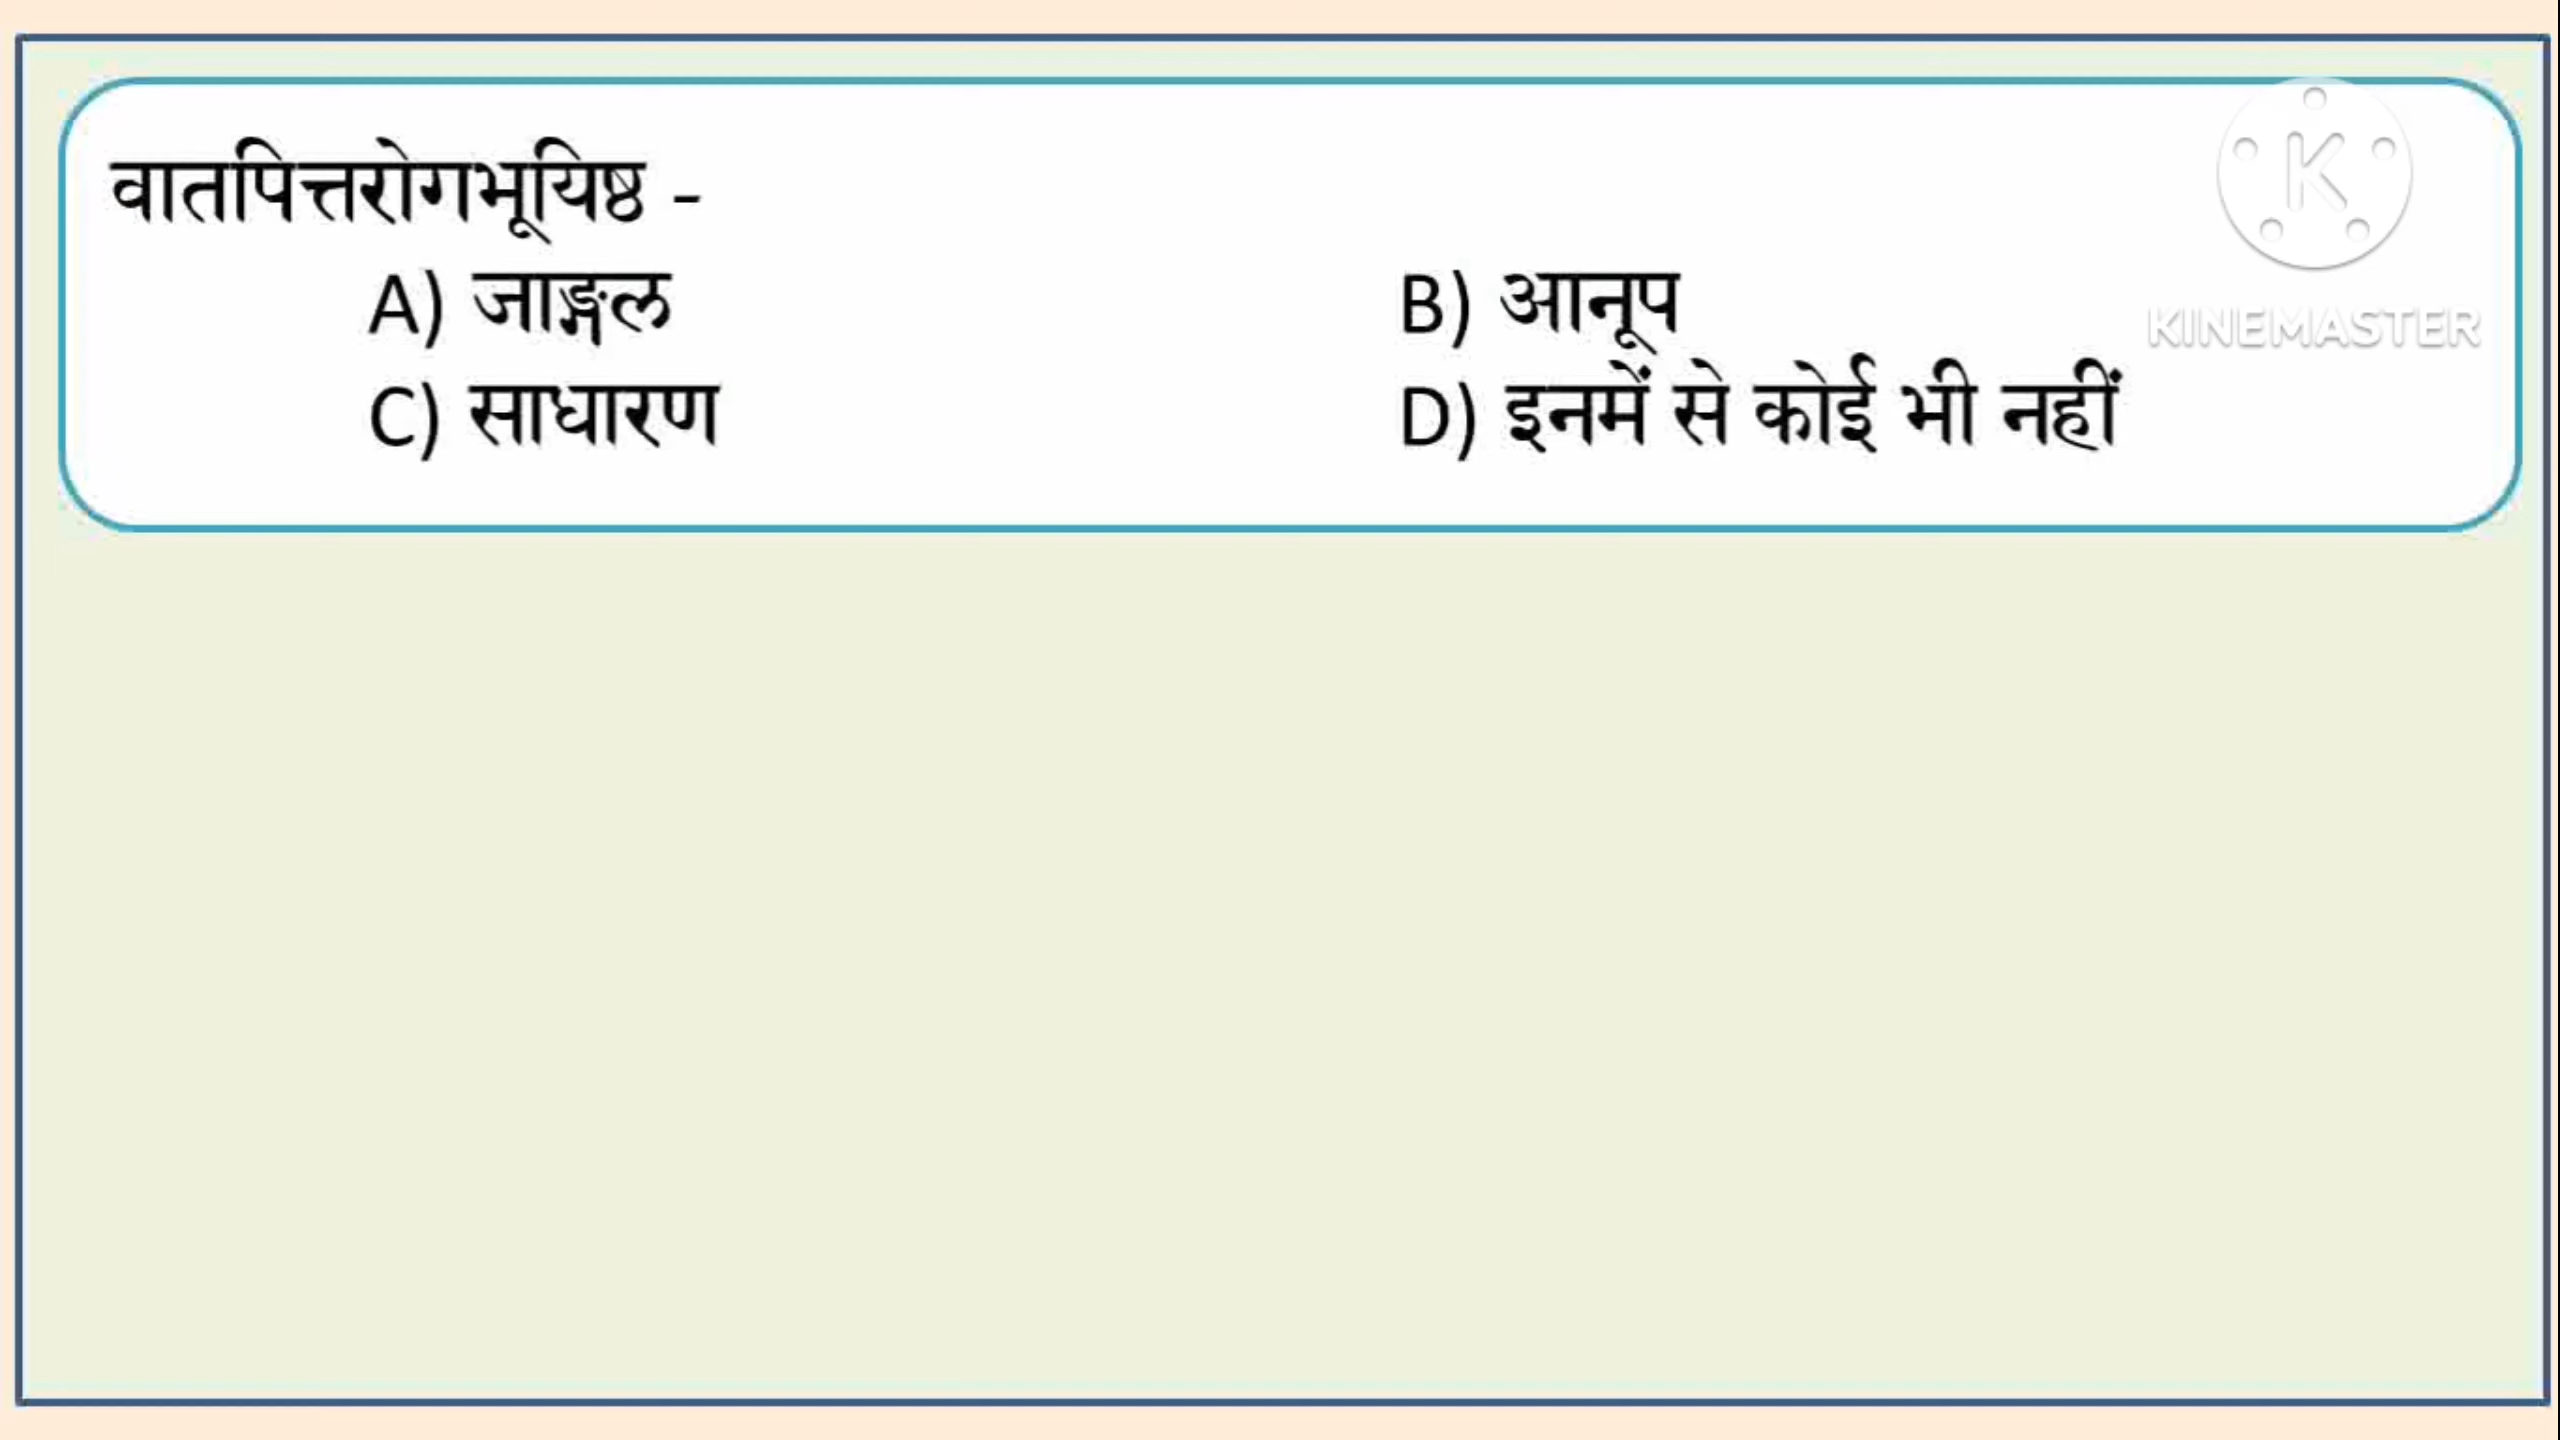 वातपित्तरोगभूयिष्ठ -
A) जाङ्गल B) आनूप
C) साधारण D) इनमें से कोई भी नहीं
K
KINEMASTER